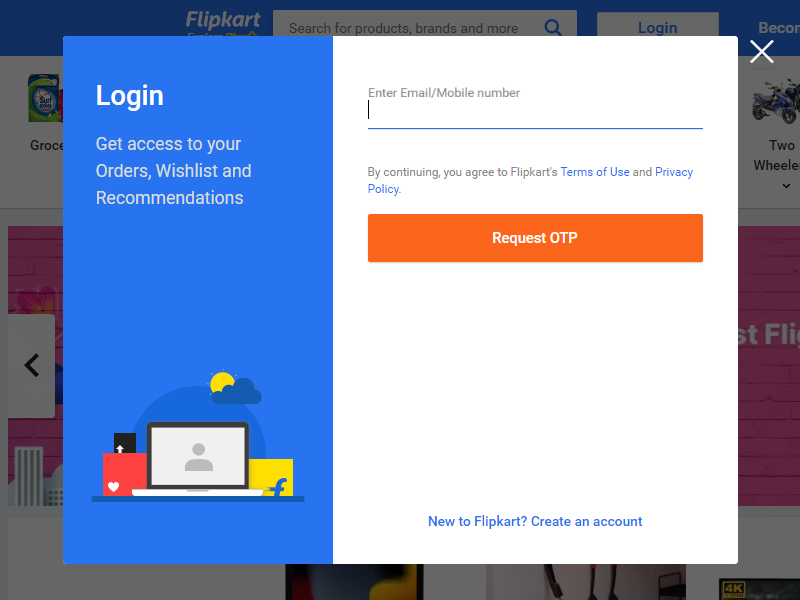 Flipkart
Explore Plus
Search for products, brands and more
Login
Becom
Surf
Groce
Two
Wheele
Login
Get access to your
Orders, Wishlist and
Recommendations
Enter Email/Mobile number
By continuing, you agree to Flipkart's Terms of Use and Privacy
Policy.
Request OTP
st Flip
New to Flipkart? Create an account
4K